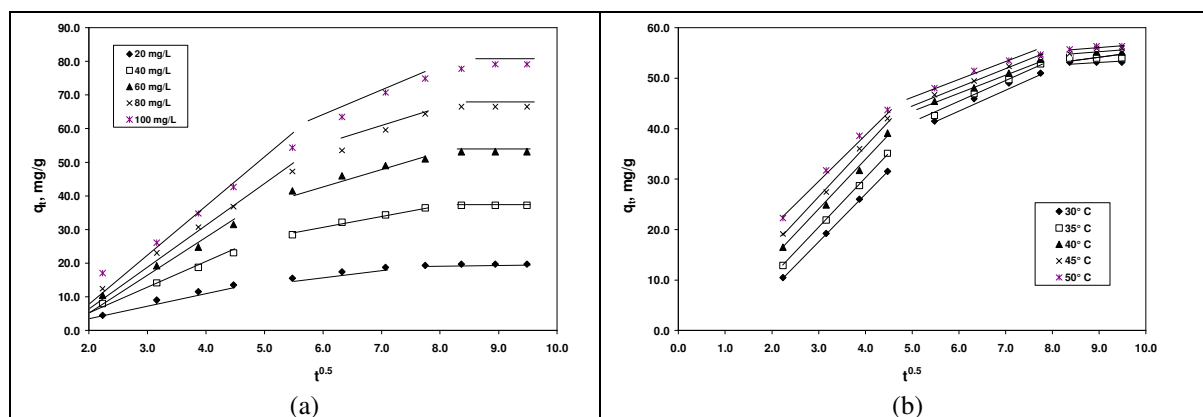 90.0
80.0
70.0
60.0
50.0
40.0
30.0
20.0
10.0
0.0
qt, mg/g
20 mg/L
40 mg/L
60 mg/L
80 mg/L
100 mg/L
2.0 3.0 4.0 5.0 6.0 7.0 8.0 9.0 10.0
t0.5
(a)
60.0
50.0
40.0
30.0
20.0
10.0
0.0
qt, mg/g
30° C
35° C
40° C
45° C
50° C
0.0 1.0 2.0 3.0 4.0 5.0 6.0 7.0 8.0 9.0 10.0
t0.5
(b)